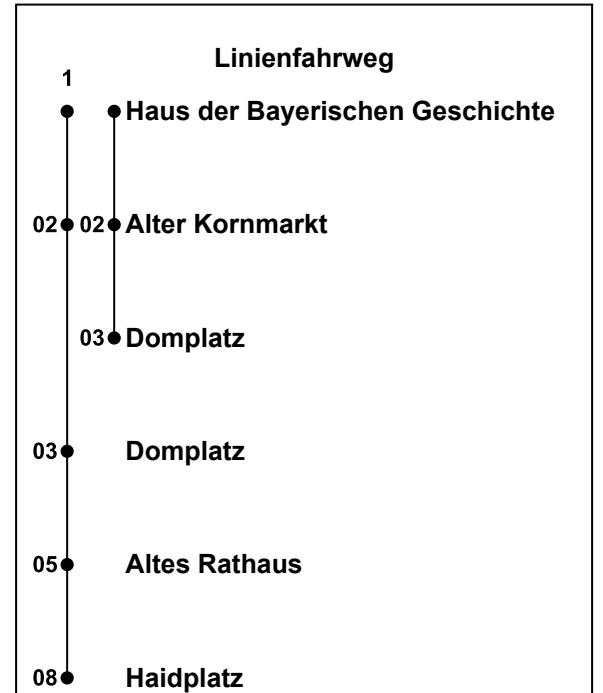 Linienfahrweg
1
Haus der Bayerischen Geschichte
02 02 Alter Kornmarkt
03 Domplatz
03 Domplatz
05 Altes Rathaus
08 Haidplatz